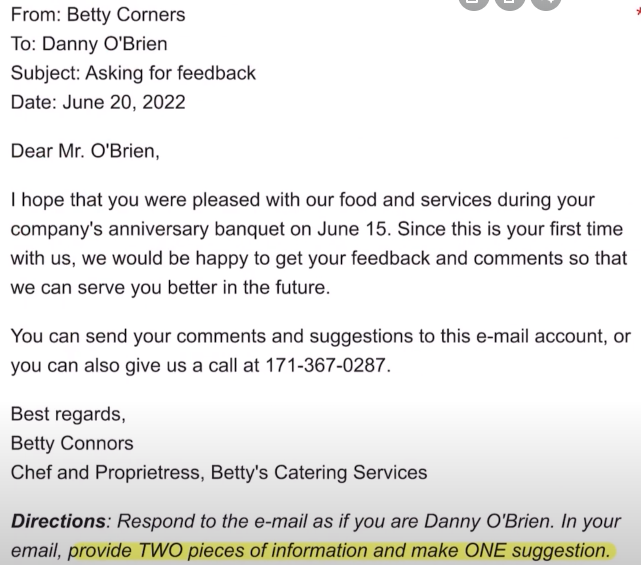 From: Betty Corners
To: Danny O'Brien
Subject: Asking for feedback
Date: June 20, 2022
Dear Mr. O'Brien,
I hope that you were pleased with our food and services during your
company's anniversary banquet on June 15. Since this is your first time
with us, we would be happy to get your feedback and comments so that
we can serve you better in the future.
You can send your comments and suggestions to this e-mail account, or
you can also give us a call at 171-367-0287.
Best regards,
Betty Connors
Chef and Proprietress, Betty's Catering Services
Directions: Respond to the e-mail as if you are Danny O'Brien. In your
email, provide TWO pieces of information and make ONE suggestion.